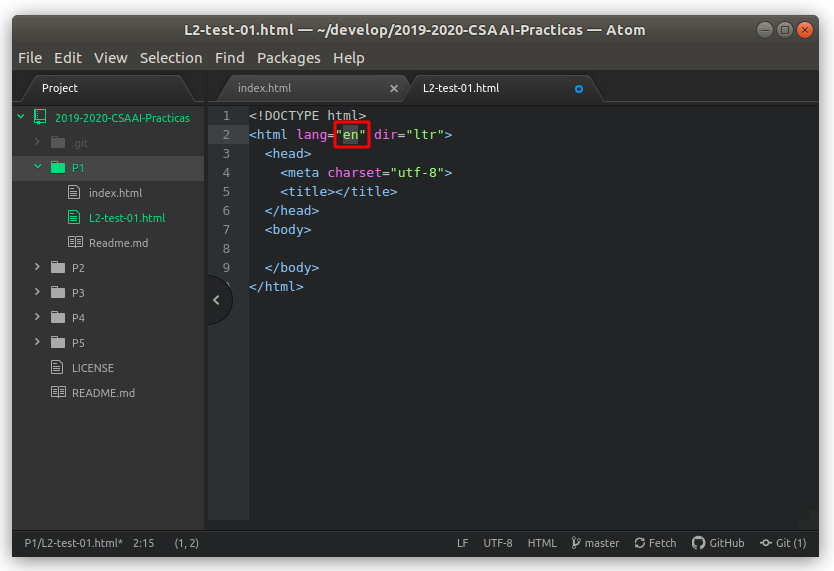 L2-test-01.html — ~/develop/2019-2020-CSAAI-Practicas — Atom
File Edit View Selection Find Packages Help
Project
index.html
L2-test-01.html
2019-2020-CSAAI-Practicas
.git
P1
index.html
L2-test-01.html
Readme.md
P2
P3
P4
P5
LICENSE
README.md
1 <!DOCTYPE html>
2 <html lang="en" dir="ltr">
3   <head>
4     <meta charset="utf-8">
5     <title></title>
6   </head>
7   <body>
8
9   </body>
</html>
P1/L2-test-01.html* 2:15 (1, 2) LF UTF-8 HTML master Fetch GitHub Git (1)